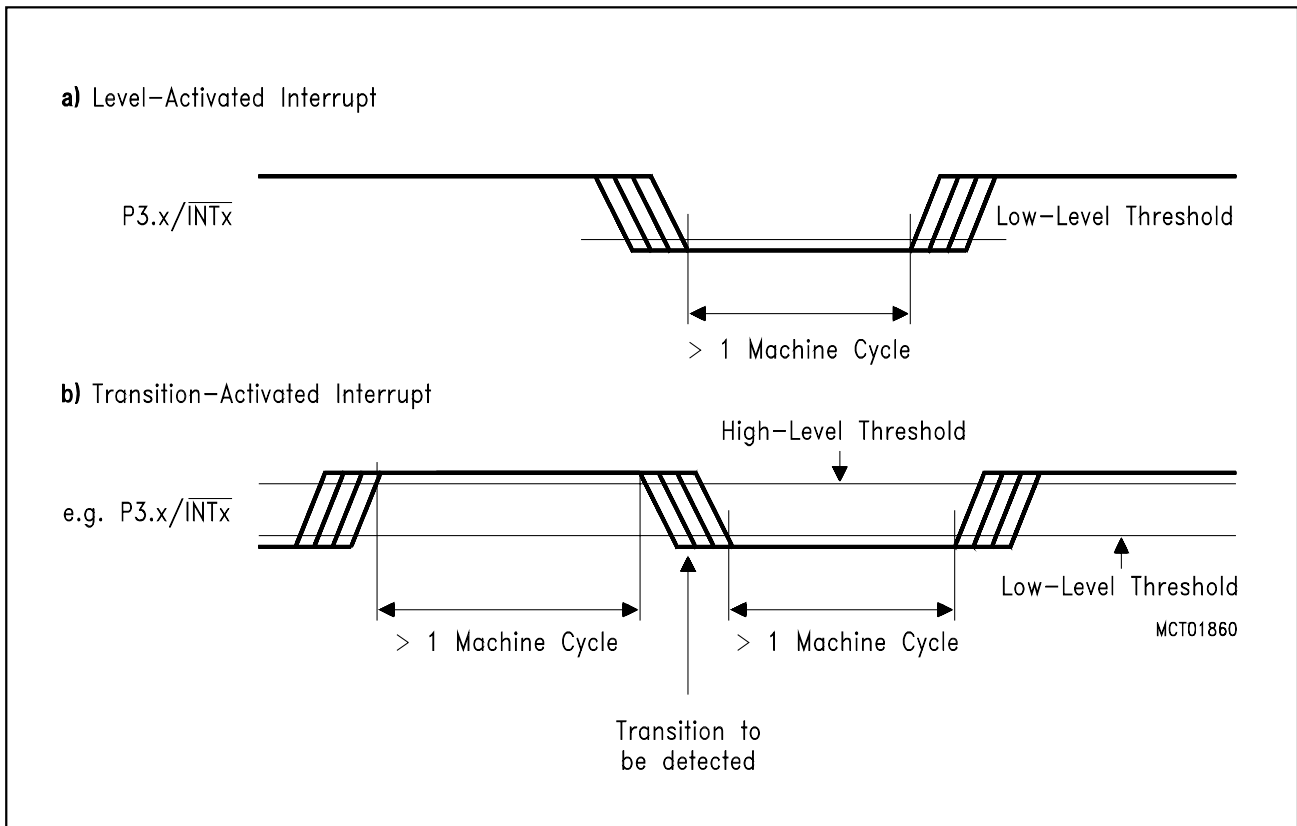 a) Level-Activated Interrupt
P3.x/INTx
Low-Level Threshold
> 1 Machine Cycle
b) Transition-Activated Interrupt
High-Level Threshold
e.g. P3.x/INTx
Low-Level Threshold
MCT01860
> 1 Machine Cycle
> 1 Machine Cycle
Transition to
be detected